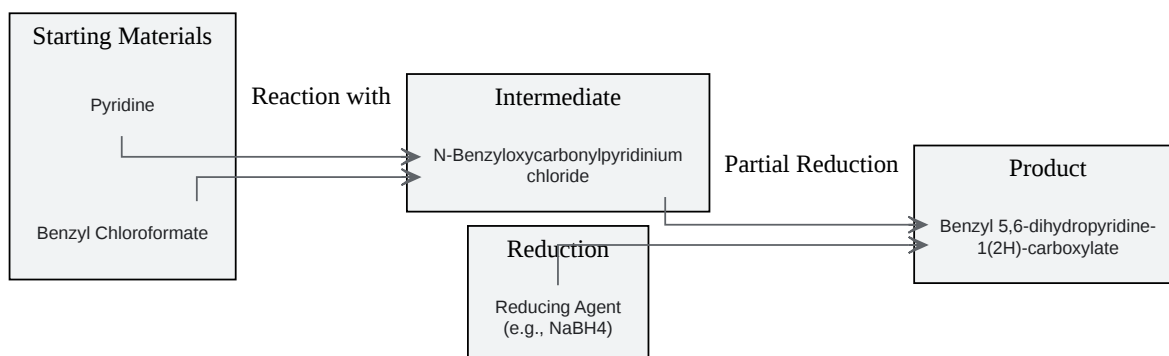 Starting Materials
Pyridine
Benzyl Chloroformate
Reaction with
Intermediate
N-Benzyloxycarbonylpyridinium
chloride
Reduction
Reducing Agent
(e.g., NaBH4)
Partial Reduction
Product
Benzyl 5,6-dihydropyridine-
1(2H)-carboxylate